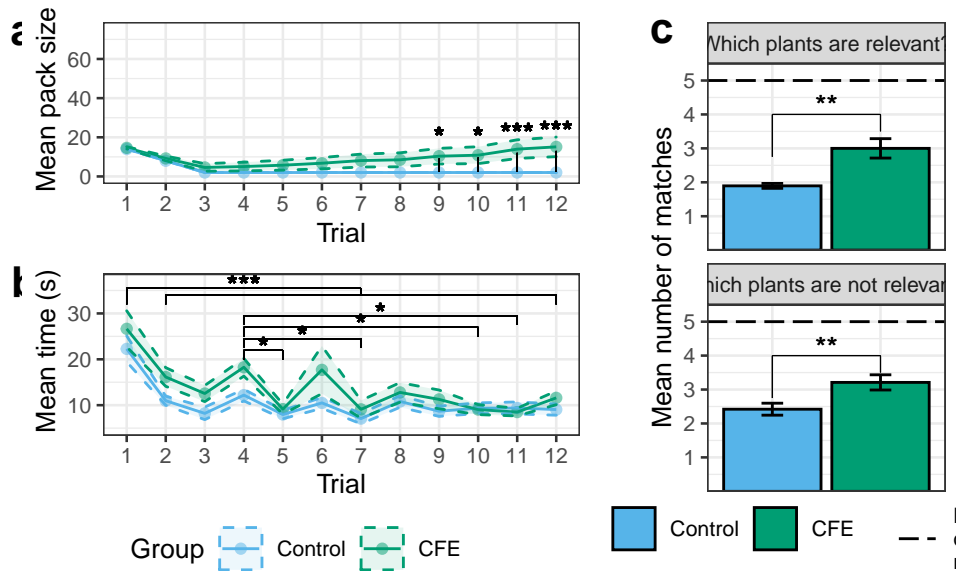 a
Mean pack size
60
40
20
0
* * *** ***
1 2 3 4 5 6 7 8 9 10 11 12
Trial
b
Mean time (s)
30
20
10
***
*
*
*
*
1 2 3 4 5 6 7 8 9 10 11 12
Trial
Group Control CFE
c
Mean number of matches
Which plants are relevant?
5
4
3
2
1
**
hich plants are not relevan
5
4
3
2
1
**
Control CFE